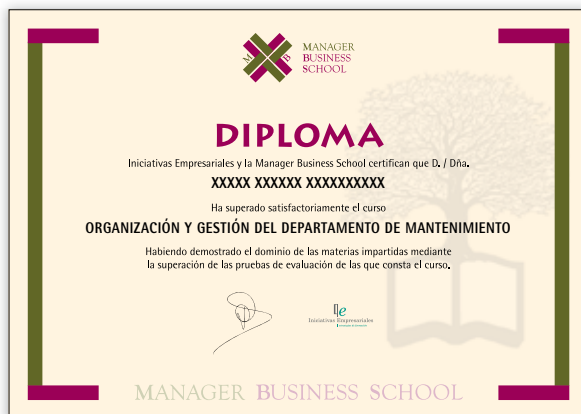 M B
MANAGER
BUSINESS
SCHOOL
DIPLOMA
Iniciativas Empresariales y la Manager Business School certifican que D. / Dña.
XXXXX XXXXXX XXXXXXXXXX
Ha superado satisfactoriamente el curso
ORGANIZACIÓN Y GESTIÓN DEL DEPARTAMENTO DE MANTENIMIENTO
Habiendo demostrado el dominio de las materias impartidas mediante
la superación de las pruebas de evaluación de las que consta el curso.
Ie
Iniciativas Empresariales
MANAGER BUSINESS SCHOOL